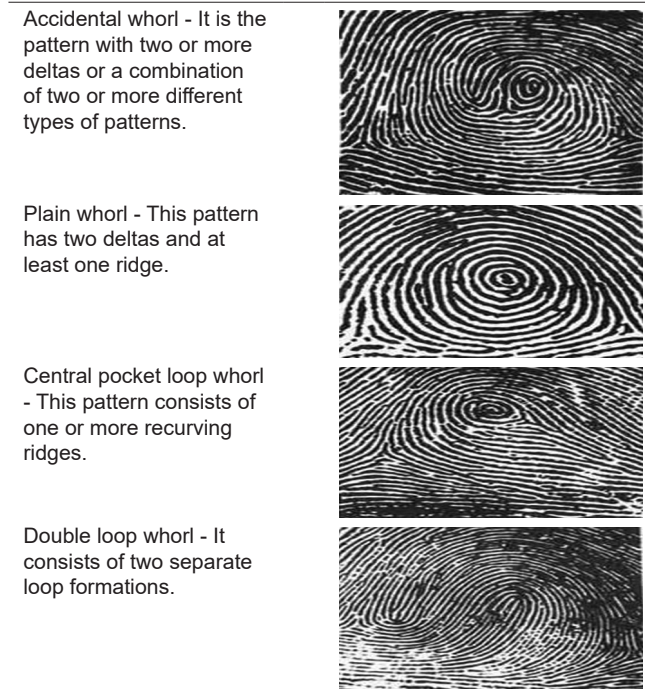 Accidental whorl - It is the
pattern with two or more
deltas or a combination
of two or more different
types of patterns.
Plain whorl - This pattern
has two deltas and at
least one ridge.
Central pocket loop whorl
- This pattern consists of
one or more recurving
ridges.
Double loop whorl - It
consists of two separate
loop formations.